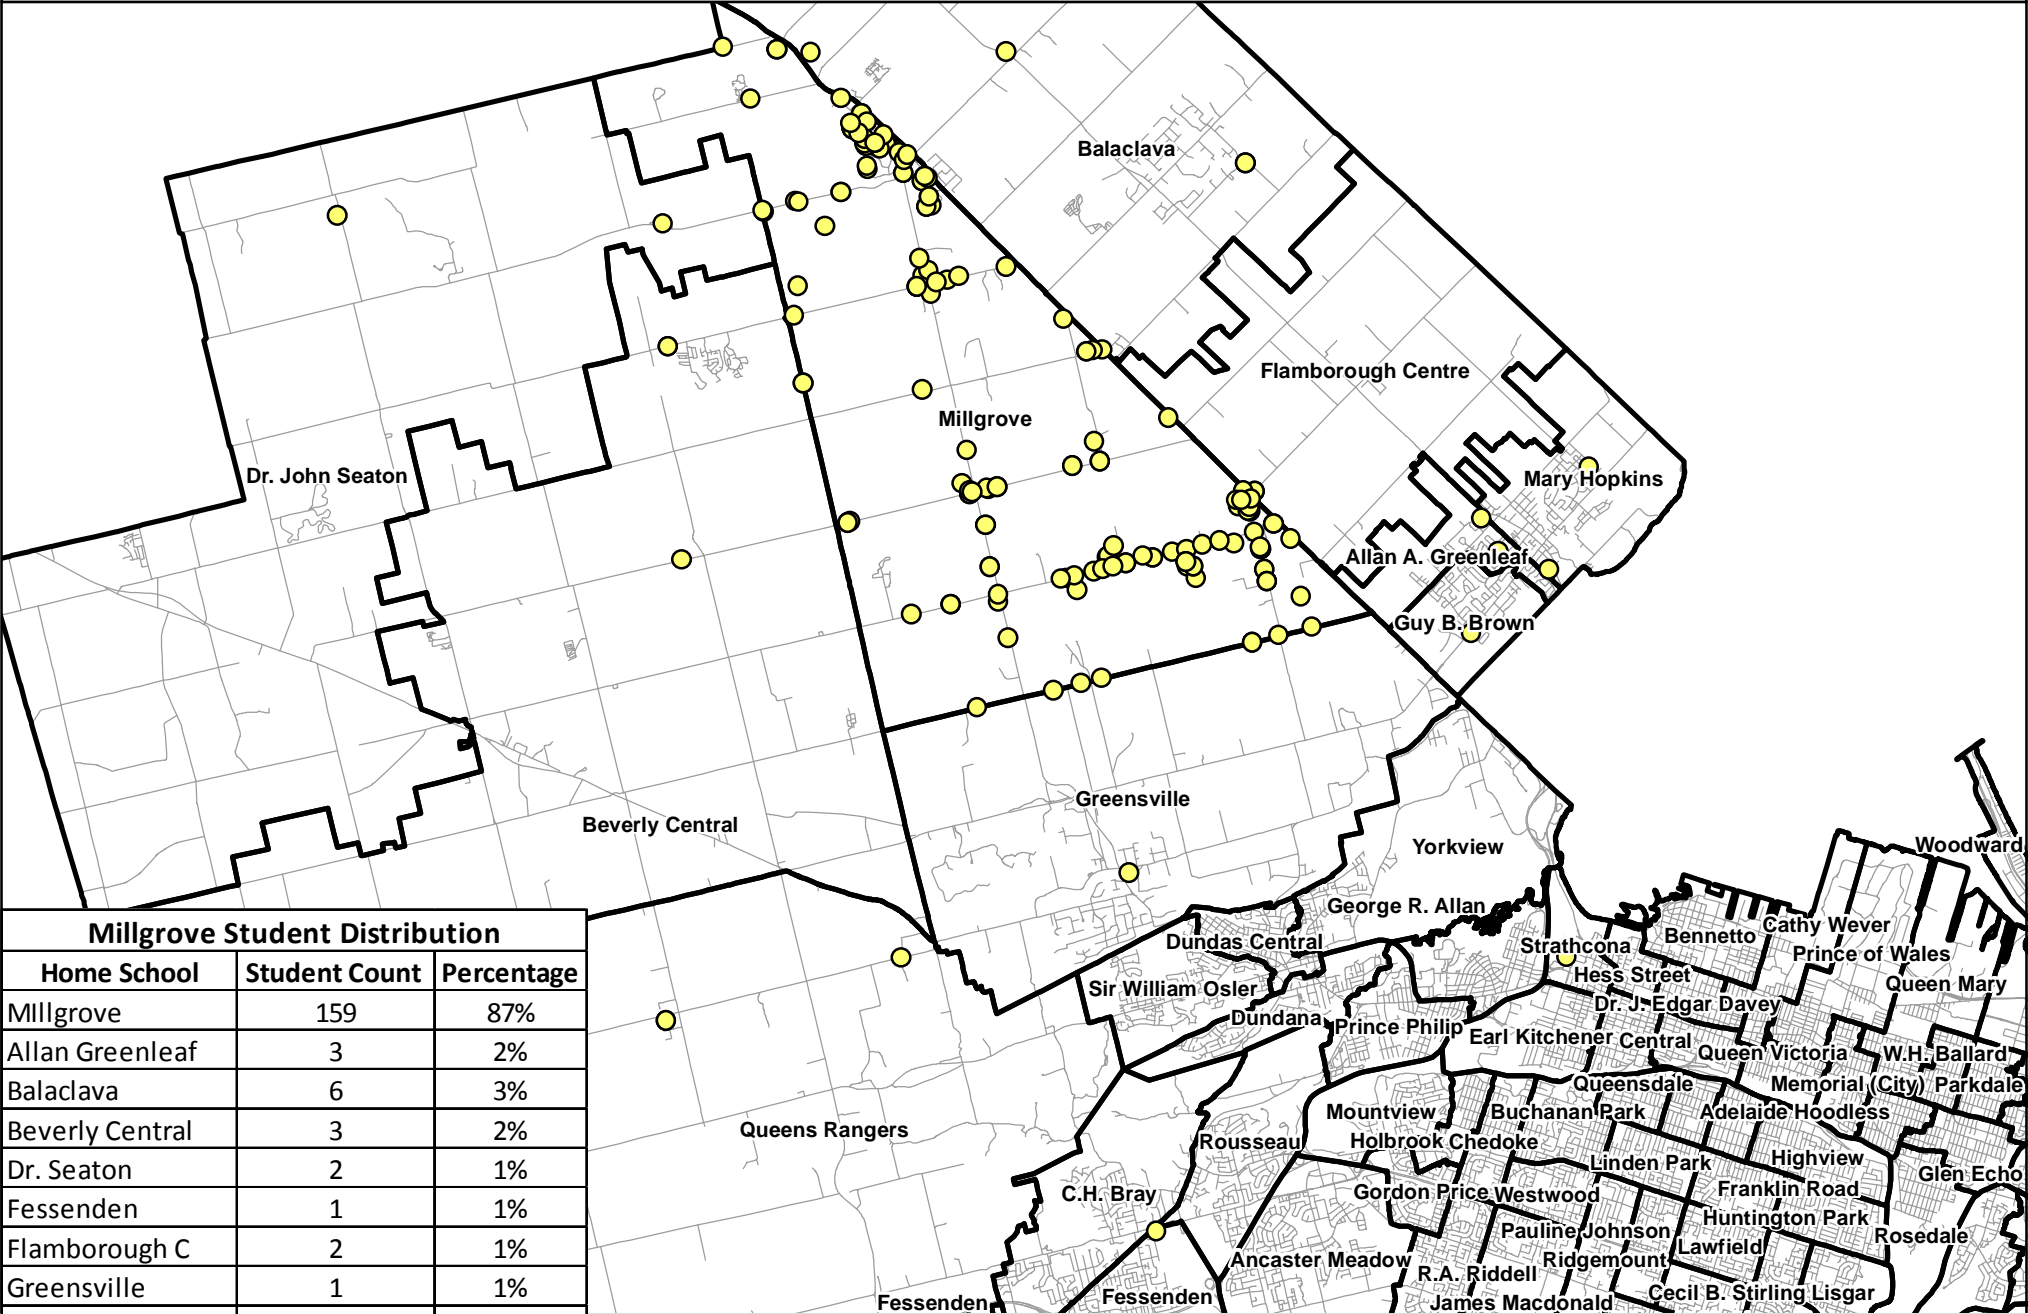 Balaclava
Flamborough Centre
Millgrove
Dr. John Seaton
Mary Hopkins
Allan A. Greenleaf
Guy B. Brown
Greensville
Beverly Central
Yorkview
Woodward
George R. Allan
Cathy Wever
Bennetto
Dundas Central
Strathcona
Prince of Wales
Hess Street
Queen Mary
Sir William Osler
Dr. J. Edgar Davey
Dundana
Prince Philip
Earl Kitchener
Central
Queen Victoria
W.H. Ballard
Queensdale
Memorial (City)
Parkdale
Mountview
Buchanan Park
Adelaide Hoodless
Queens Rangers
Rousseau
Holbrook
Chedoke
Linden Park
Highview
Glen Echo
C.H. Bray
Gordon Price
Westwood
Franklin Road
Huntington Park
Pauline Johnson
Rosedale
Lawfield
Ancaster Meadow
Ridgemount
R.A. Riddell
Cecil B. Stirling
Lisgar
Fessenden
Fessenden
James Macdonald
Millgrove Student Distribution
Home School Student Count Percentage
MIllgrove 159 87%
Allan Greenleaf 3 2%
Balaclava 6 3%
Beverly Central 3 2%
Dr. Seaton 2 1%
Fessenden 1 1%
Flamborough C 2 1%
Greensville 1 1%